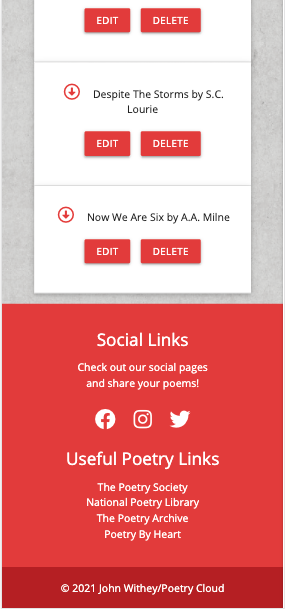 EDIT DELETE
Despite The Storms by S.C.
Lourie
EDIT DELETE
Now We Are Six by A.A. Milne
EDIT DELETE
Social Links
Check out our social pages
and share your poems!
Useful Poetry Links
The Poetry Society
National Poetry Library
The Poetry Archive
Poetry By Heart
© 2021 John Withey/Poetry Cloud